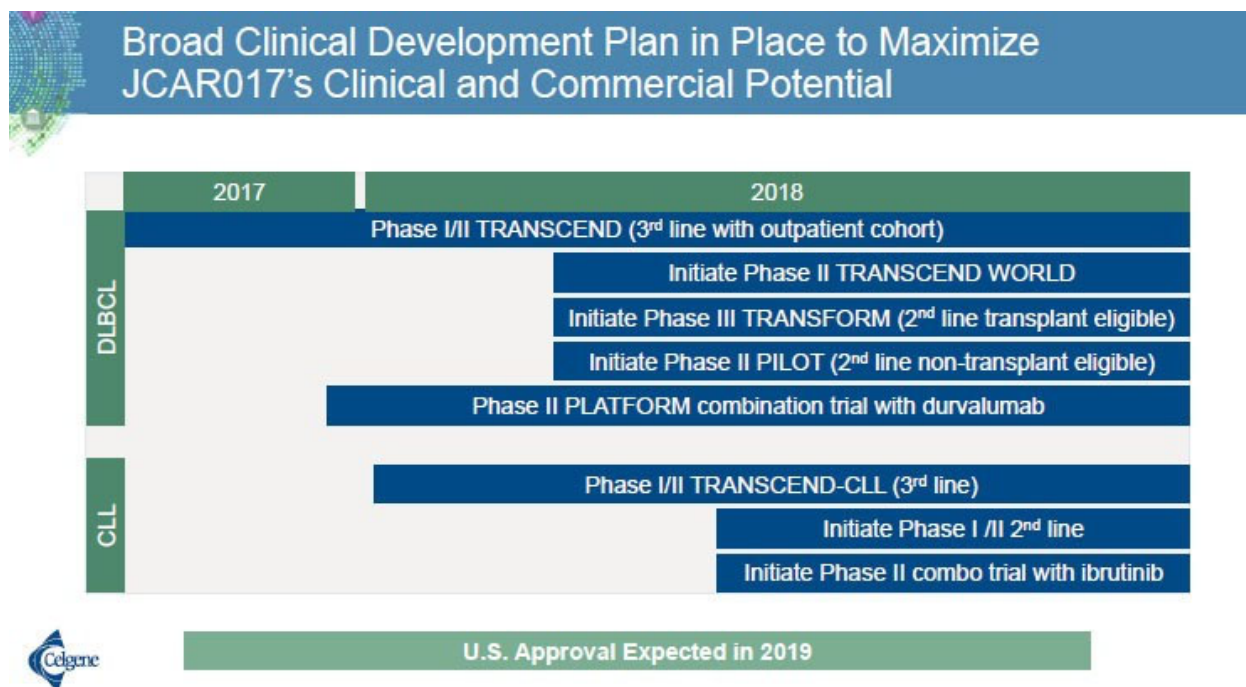 Broad Clinical Development Plan in Place to Maximize
JCAR017's Clinical and Commercial Potential
2017
2018
DLBCL
Phase I/II TRANSCEND (3rd line with outpatient cohort)
Initiate Phase II TRANSCEND WORLD
Initiate Phase III TRANSFORM (2nd line transplant eligible)
Initiate Phase II PILOT (2nd line non-transplant eligible)
Phase II PLATFORM combination trial with durvalumab
CLL
Phase I/II TRANSCEND-CLL (3rd line)
Initiate Phase I /II 2nd line
Initiate Phase II combo trial with ibrutinib
Celgene
U.S. Approval Expected in 2019